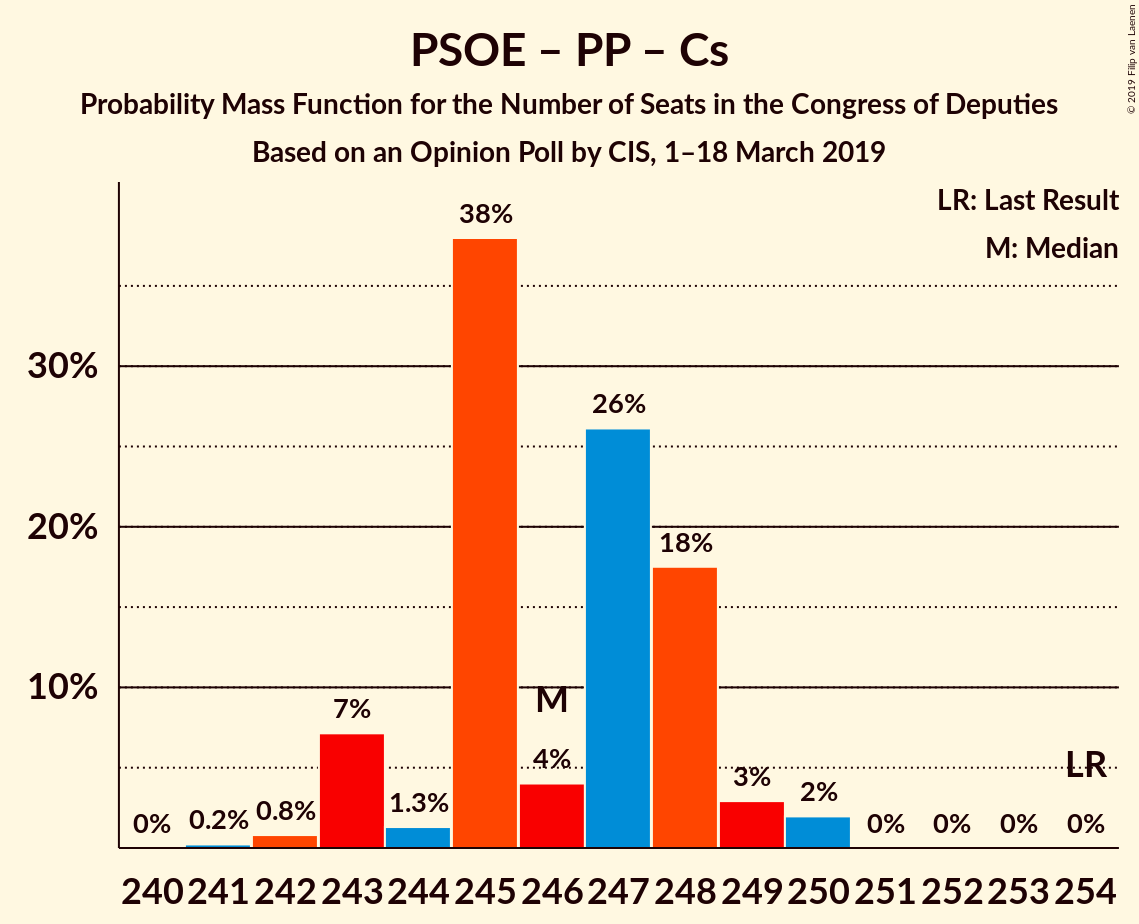 PSOE – PP – Cs
Probability Mass Function for the Number of Seats in the Congress of Deputies
Based on an Opinion Poll by CIS, 1–18 March 2019
© 2019 Filip van Laenen
LR: Last Result
M: Median
30%
20%
10%
0%
0.2%
0.8%
7%
1.3%
38%
M
4%
26%
18%
3%
2%
0%
0%
0%
LR
0%
240 241 242 243 244 245 246 247 248 249 250 251 252 253 254